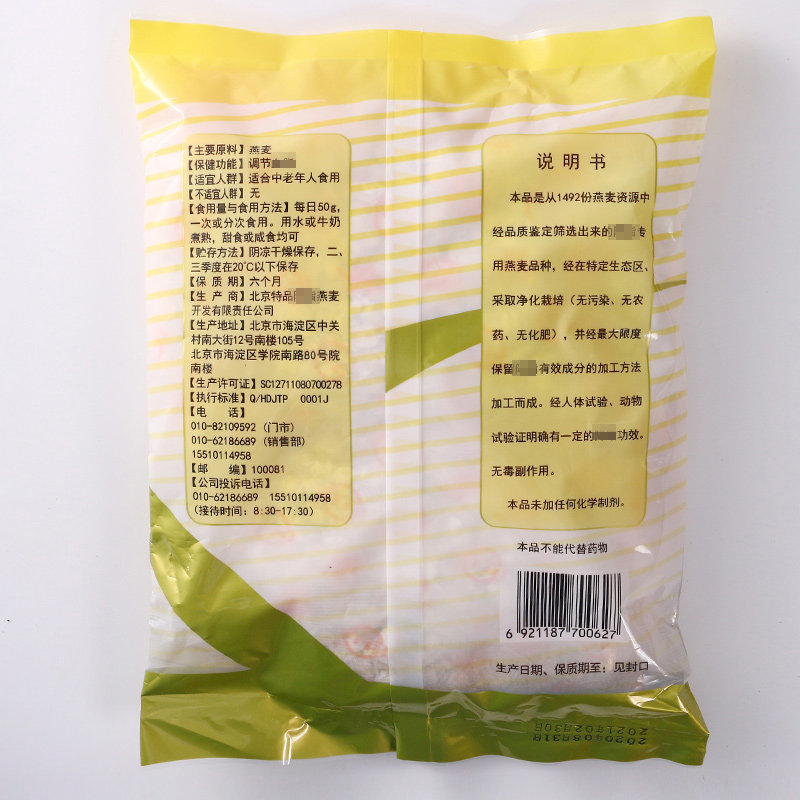 【主要原料】燕麦
【保健功能】调节
【适宜人群】适合中老年人食用
【不适宜人群】无
【食用量与食用方法】每日50g,
一次或分次食用。用水或牛奶
煮熟,甜食或咸食均可
【贮存方法】阴凉干燥保存,二、
三季度在20℃以下保存
【保 质 期】六个月
【生 产 商】北京特品 燕麦
开发有限责任公司
【生产地址】北京市海淀区中关
村南大街12号南楼105号
北京市海淀区学院南路80号院
南楼
【生产许可证】SC12711080700278
【执行标准】Q/HDJTP 0001J
【电 话】
010-82109592(门市)
010-62186689(销售部)
15510114958
【邮 编】100081
【公司投诉电话】
010-62186689 15510114958
(接待时间:8:30-17:30)
说明书
本品是从1492份燕麦资源中
经品质鉴定筛选出来的 专
用燕麦品种,经在特定生态区、
采取净化栽培(无污染、无农
药、无化肥),并经最大限度
保留 有效成分的加工方法
加工而成。经人体试验、动物
试验证明确有一定的 功效。
无毒副作用。
本品未加任何化学制剂。
本品不能代替药物
6 921187 700627
生产日期、保质期至:见封口
20200831B
20210230B